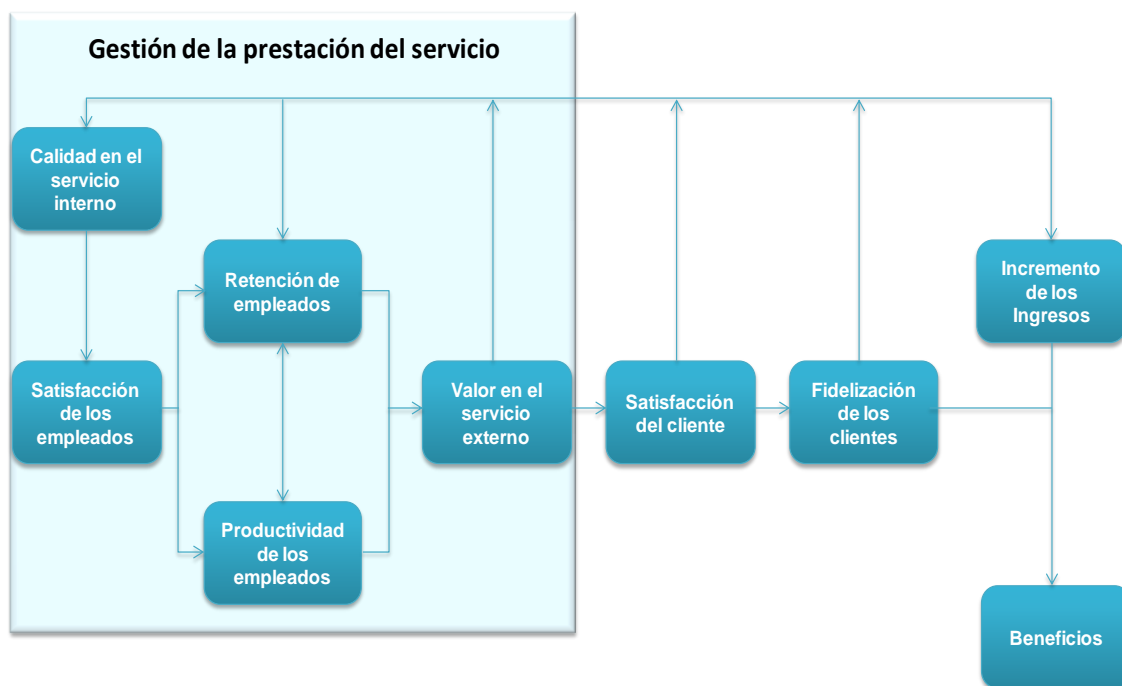 Gestión de la prestación del servicio
Calidad en el
servicio
interno
Retención de
empleados
Incremento
de los
Ingresos
Satisfacción
de los
empleados
Valor en el
servicio
externo
Satisfacción
del cliente
Fidelización
de los
clientes
Productividad
de los
empleados
Beneficios